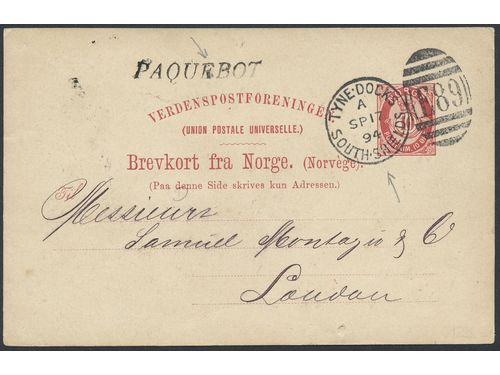 PAQUEBOT
VERDENSPOSTFORENINGEN
(UNION POSTALE UNIVERSELLE.)
Brevkort fra Norge. (Norvège).
(Paa denne Side skrives kun Adressen.)
TYNE-DOCK
A
SP 17
94
SOUTH-SHIELDS
Messieurs
Samuel Montagu & Co
London